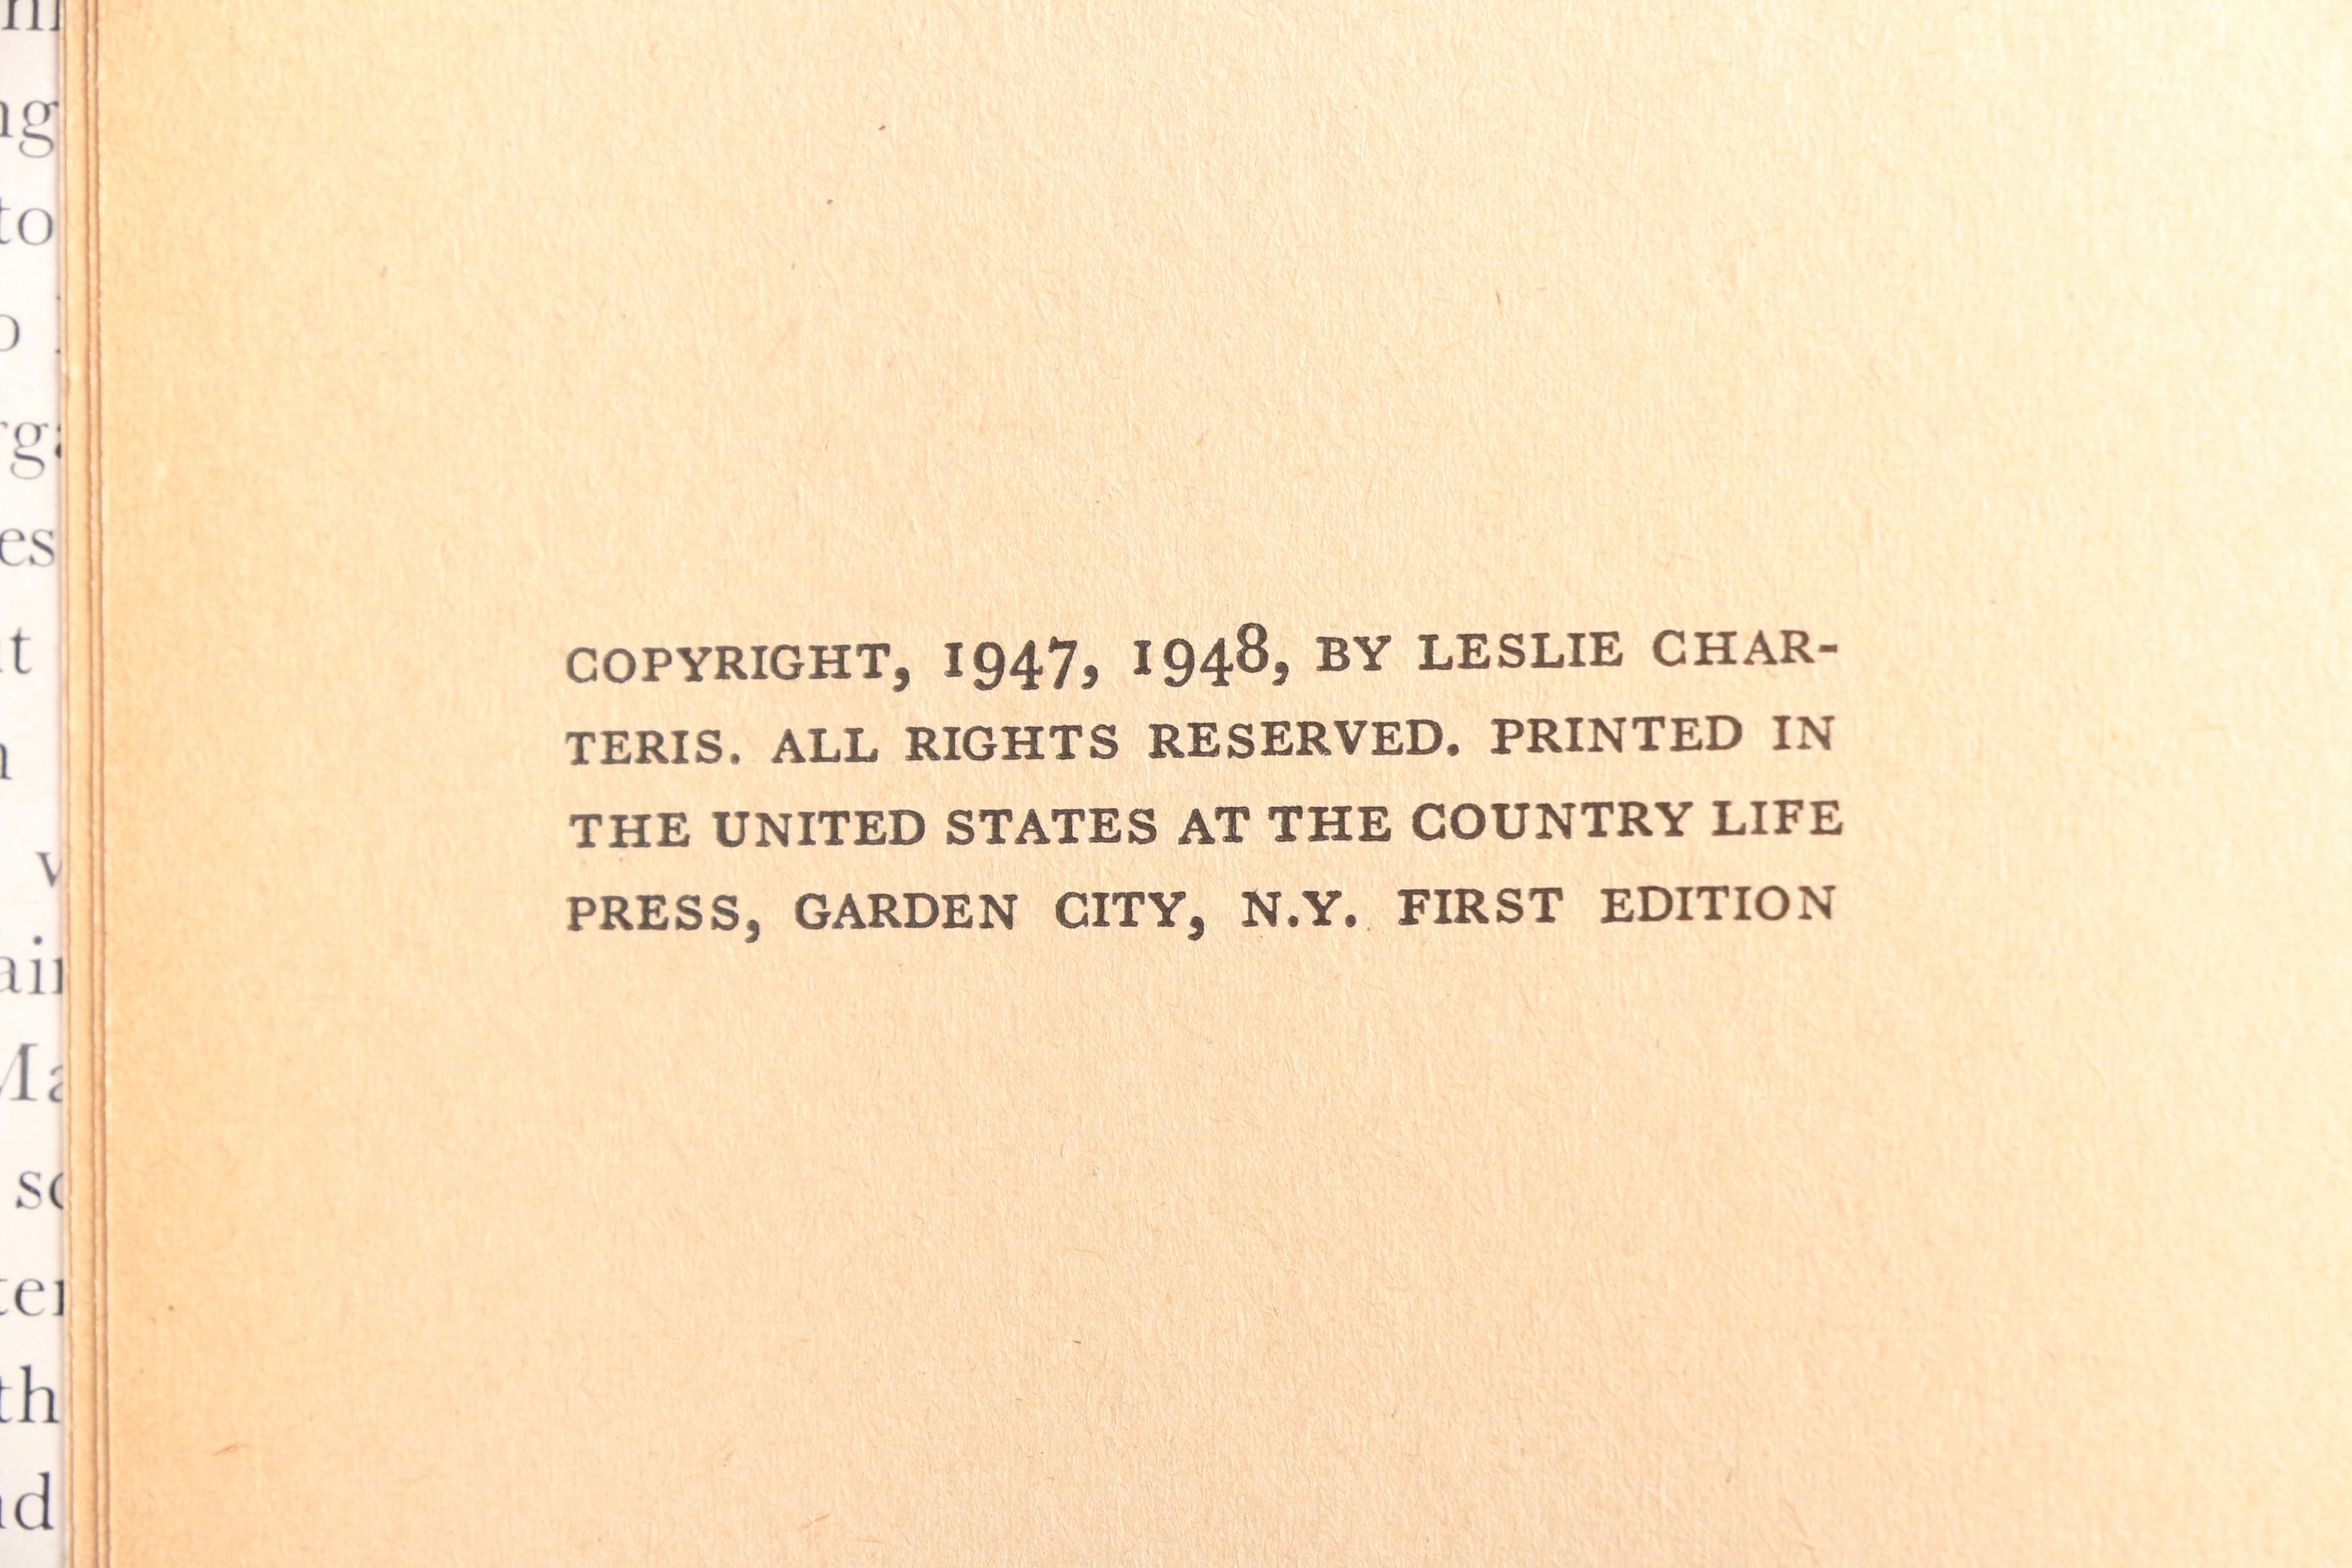 COPYRIGHT, 1947, 1948, BY LESLIE CHAR-
TERIS. ALL RIGHTS RESERVED. PRINTED IN
THE UNITED STATES AT THE COUNTRY LIFE
PRESS, GARDEN CITY, N.Y. FIRST EDITION